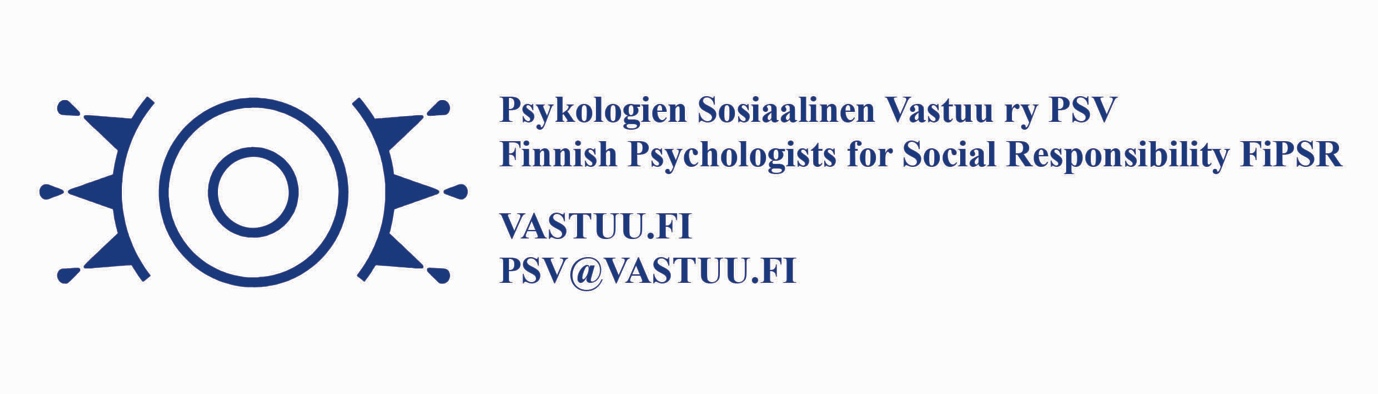 Psykologien Sosiaalinen Vastuu ry PSV
Finnish Psychologists for Social Responsibility FiPSR
VASTUU.FI
PSV@VASTUU.FI